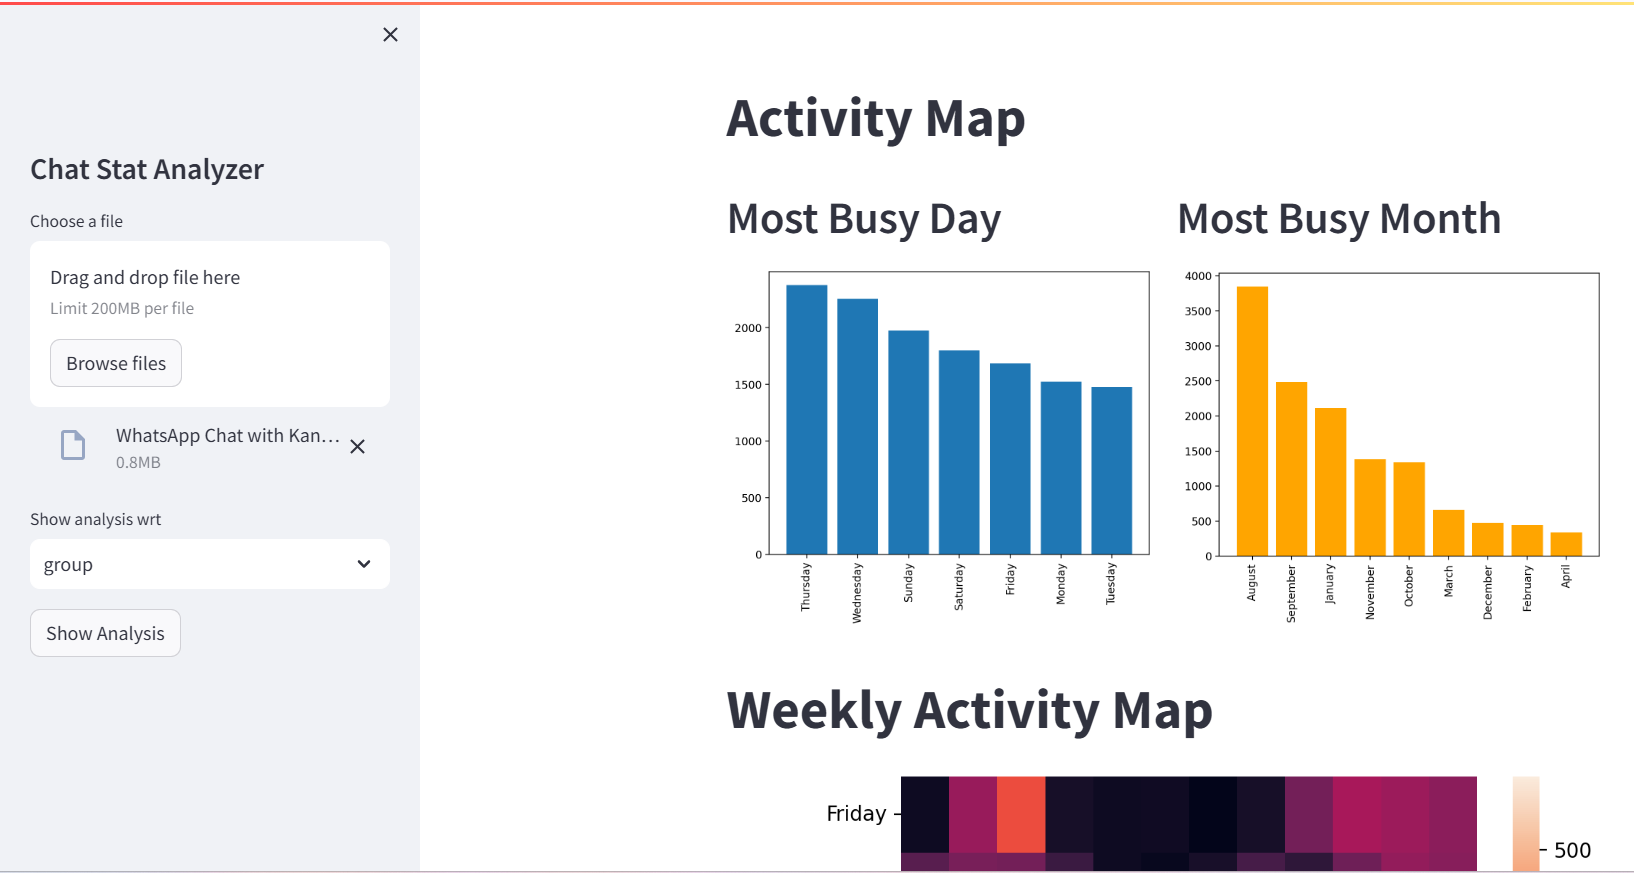 Chat Stat Analyzer
Choose a file
Drag and drop file here
Limit 200MB per file
Browse files
WhatsApp Chat with Kan...
0.8MB
Show analysis wrt
group
Show Analysis
Activity Map
Most Busy Day
2000
1500
1000
500
0
Thursday
Wednesday
Sunday
Saturday
Friday
Monday
Tuesday
Most Busy Month
4000
3500
3000
2500
2000
1500
1000
500
0
August
September
January
November
October
March
December
February
April
Weekly Activity Map
Friday
500